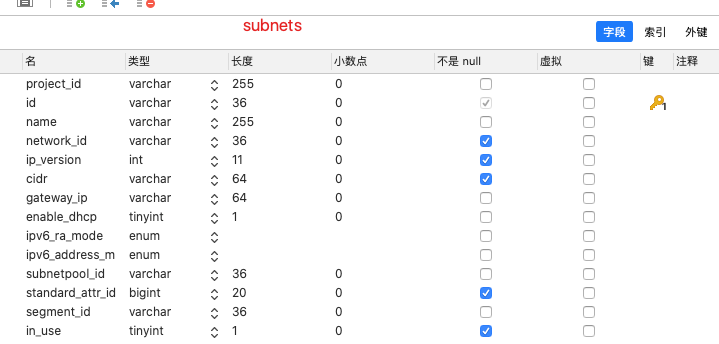 subnets
字段 索引 外键
名 类型 长度 小数点 不是 null 虚拟 键 注释
project_id varchar 255 0
id varchar 36 0 1
name varchar 255 0
network_id varchar 36 0
ip_version int 11 0
cidr varchar 64 0
gateway_ip varchar 64 0
enable_dhcp tinyint 1 0
ipv6_ra_mode enum
ipv6_address_m enum
subnetpool_id varchar 36 0
standard_attr_id bigint 20 0
segment_id varchar 36 0
in_use tinyint 1 0